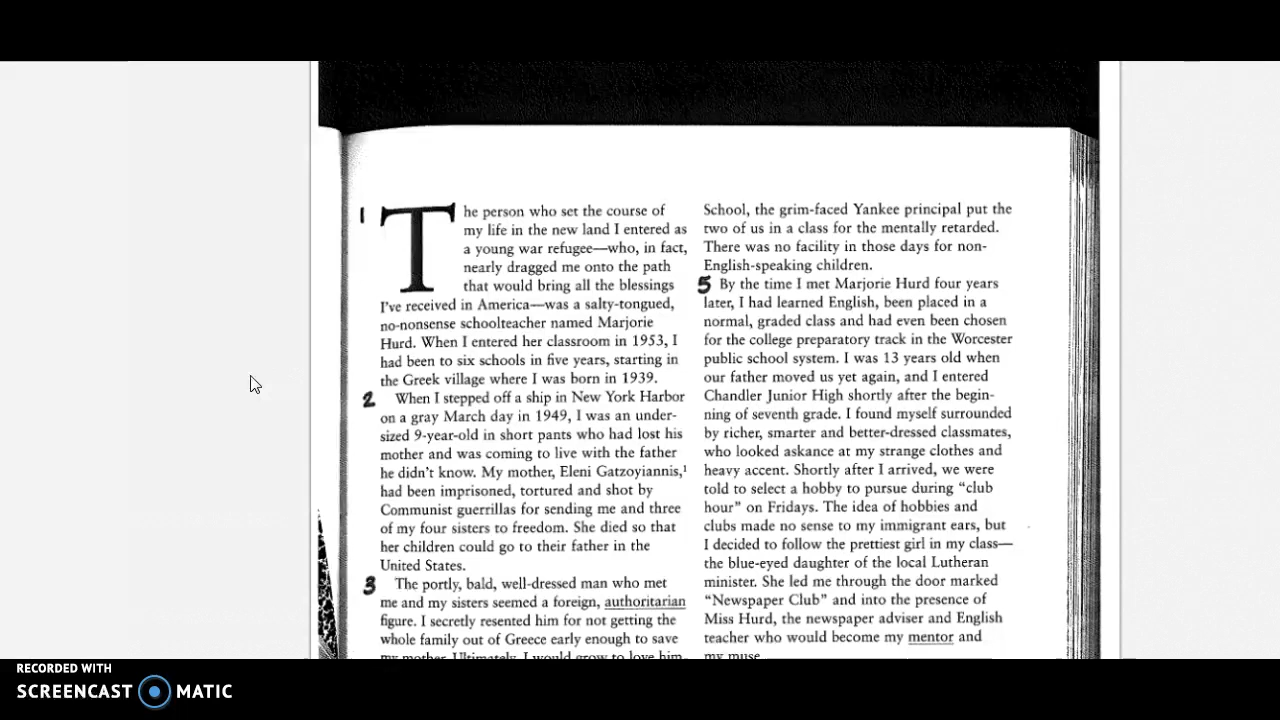 1
The person who set the course of
my life in the new land I entered as
a young war refugee—who, in fact,
nearly dragged me onto the path
that would bring all the blessings
I've received in America—was a salty-tongued,
no-nonsense schoolteacher named Marjorie
Hurd. When I entered her classroom in 1953, I
had been to six schools in five years, starting in
the Greek village where I was born in 1939.
2 When I stepped off a ship in New York Harbor
on a gray March day in 1949, I was an under-
sized 9-year-old in short pants who had lost his
mother and was coming to live with the father
he didn't know. My mother, Eleni Gatzoyiannis,¹
had been imprisoned, tortured and shot by
Communist guerrillas for sending me and three
of my four sisters to freedom. She died so that
her children could go to their father in the
United States.
3 The portly, bald, well-dressed man who met
me and my sisters seemed a foreign, authoritarian
figure. I secretly resented him for not getting the
whole family out of Greece early enough to save
my mother. Ultimately, I would grow to love him
School, the grim-faced Yankee principal put the
two of us in a class for the mentally retarded.
There was no facility in those days for non-
English-speaking children.
5 By the time I met Marjorie Hurd four years
later, I had learned English, been placed in a
normal, graded class and had even been chosen
for the college preparatory track in the Worcester
public school system. I was 13 years old when
our father moved us yet again, and I entered
Chandler Junior High shortly after the begin-
ning of seventh grade. I found myself surrounded
by richer, smarter and better-dressed classmates,
who looked askance at my strange clothes and
heavy accent. Shortly after I arrived, we were
told to select a hobby to pursue during "club
hour" on Fridays. The idea of hobbies and
clubs made no sense to my immigrant ears, but
I decided to follow the prettiest girl in my class—
the blue-eyed daughter of the local Lutheran
minister. She led me through the door marked
"Newspaper Club" and into the presence of
Miss Hurd, the newspaper adviser and English
teacher who would become my mentor and
my muse.
RECORDED WITH
SCREENCAST MATIC